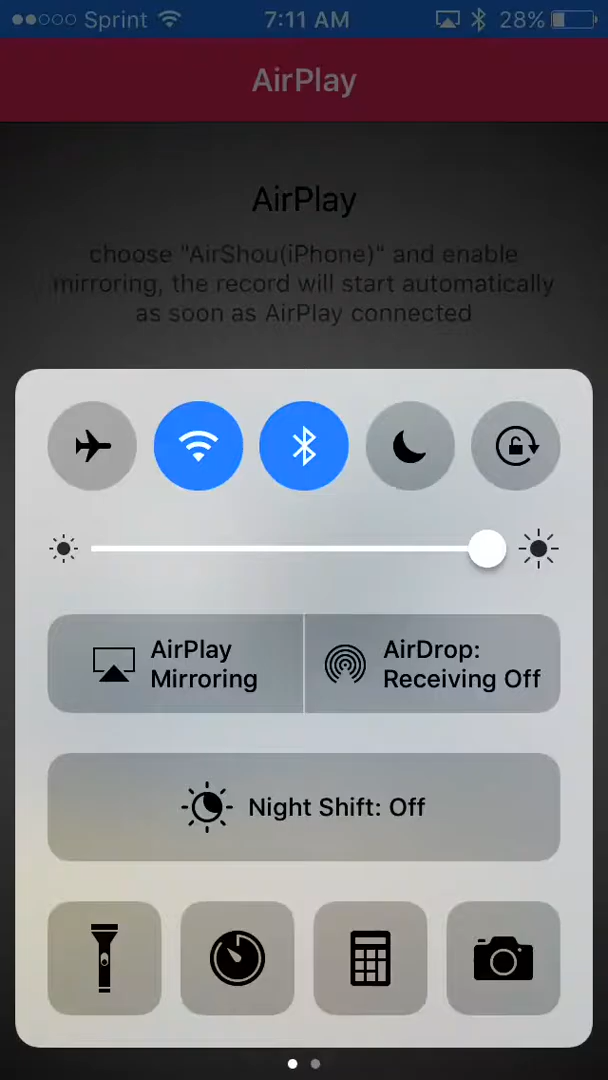 Sprint 7:11 AM 28%
AirPlay
AirPlay
choose "AirShou(iPhone)" and enable
mirroring, the record will start automatically
as soon as AirPlay connected
AirPlay
Mirroring
AirDrop:
Receiving Off
Night Shift: Off